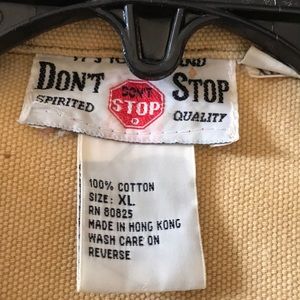 DON'T STOP
DON'T
STOP
SPIRITED QUALITY
100% COTTON
SIZE: XL
RN 80825
MADE IN HONG KONG
WASH CARE ON
REVERSE